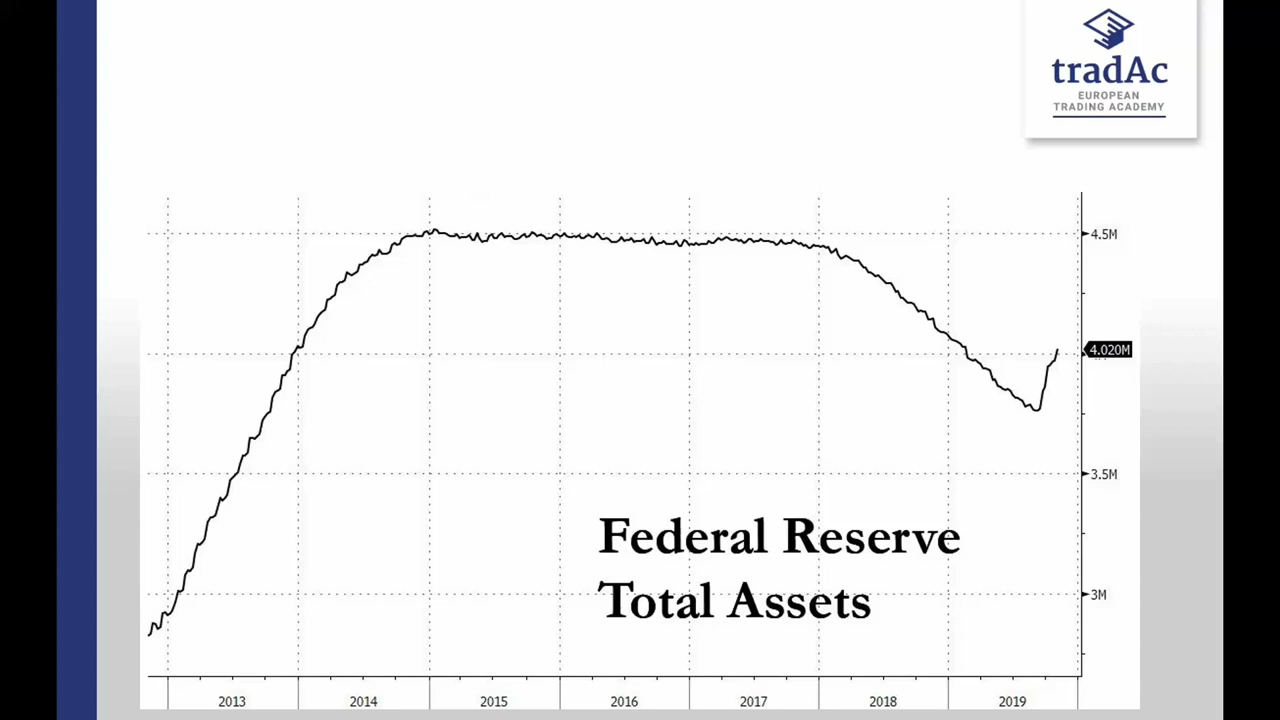 tradAc
EUROPEAN
TRADING ACADEMY
4.5M
4.020M
3.5M
Federal Reserve
Total Assets
3M
2013 2014 2015 2016 2017 2018 2019